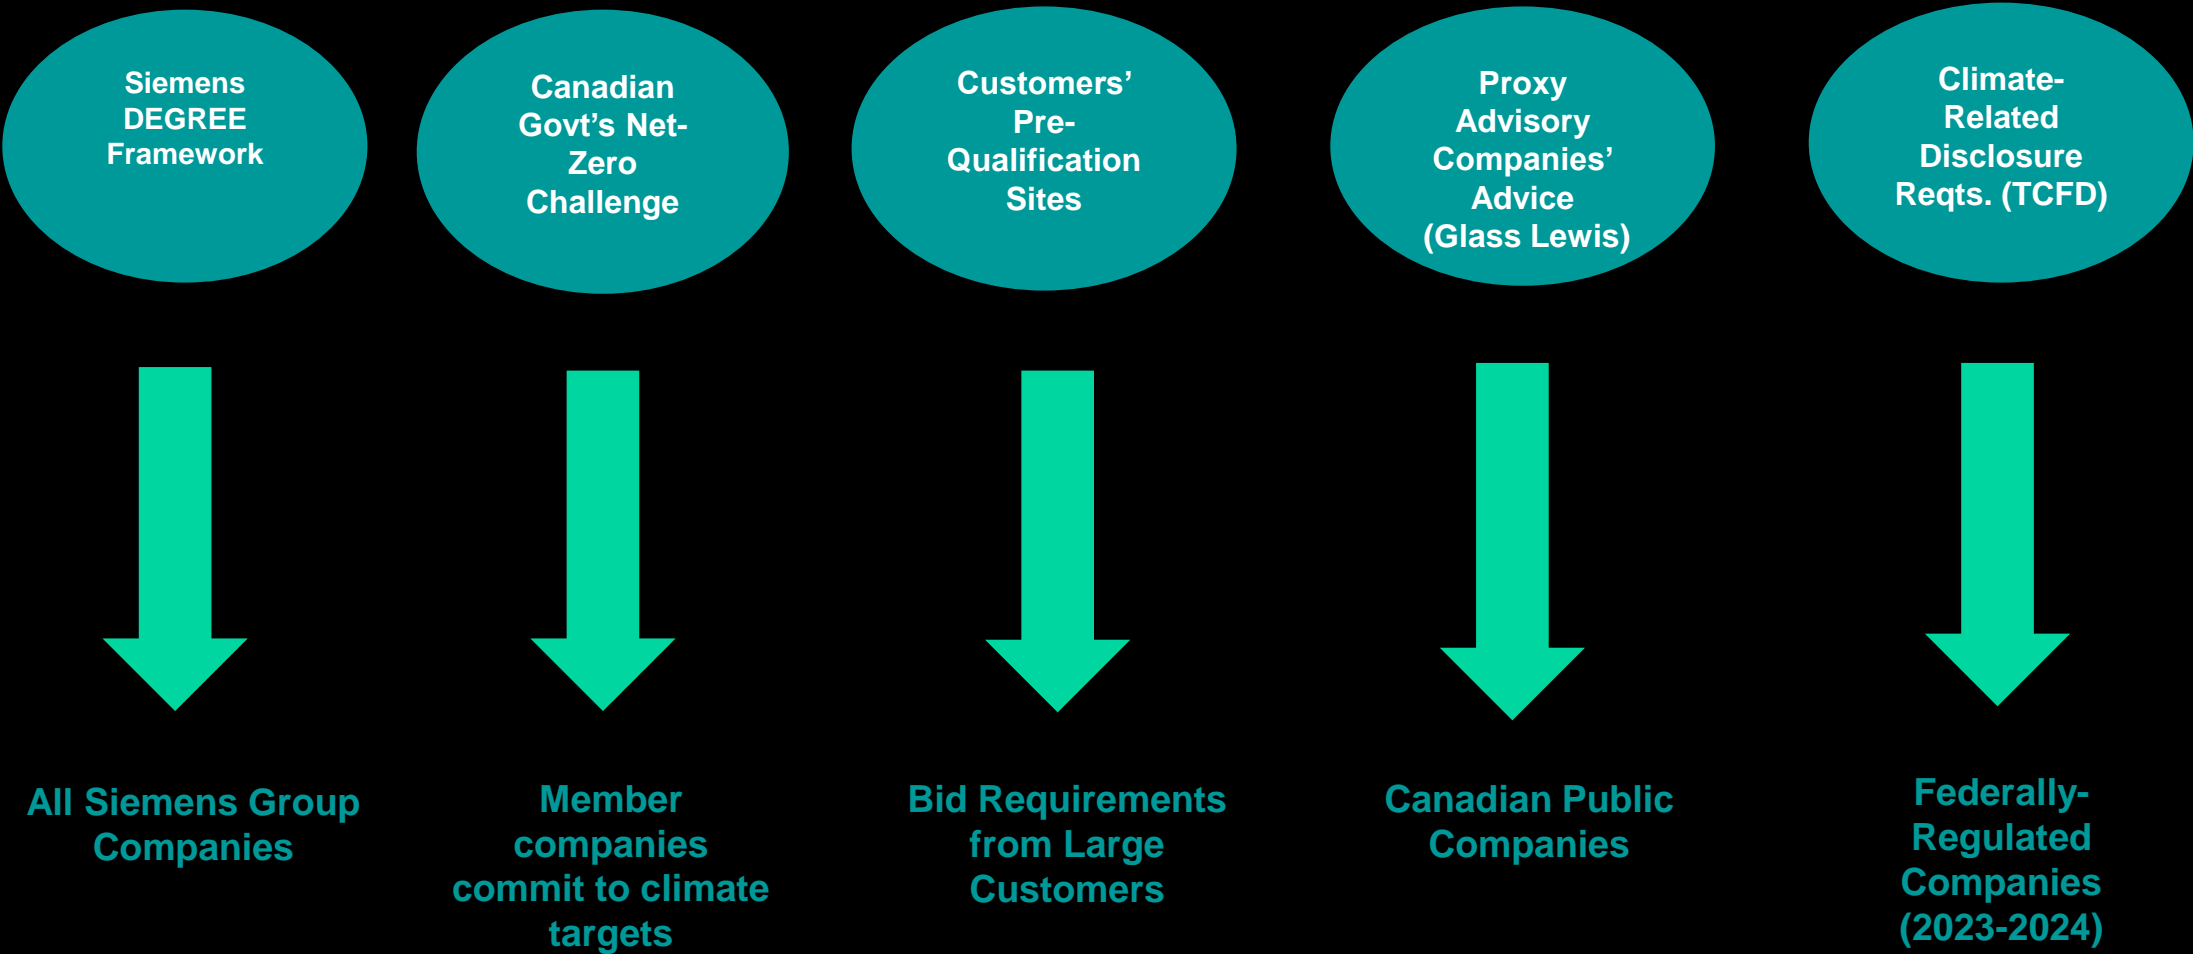 Siemens
DEGREE
Framework
Canadian
Govt’s Net-
Zero
Challenge
Customers’
Pre-
Qualification
Sites
Proxy
Advisory
Companies’
Advice
(Glass Lewis)
Climate-
Related
Disclosure
Reqts. (TCFD)
All Siemens Group
Companies
Member
companies
commit to climate
targets
Bid Requirements
from Large
Customers
Canadian Public
Companies
Federally-
Regulated
Companies
(2023-2024)